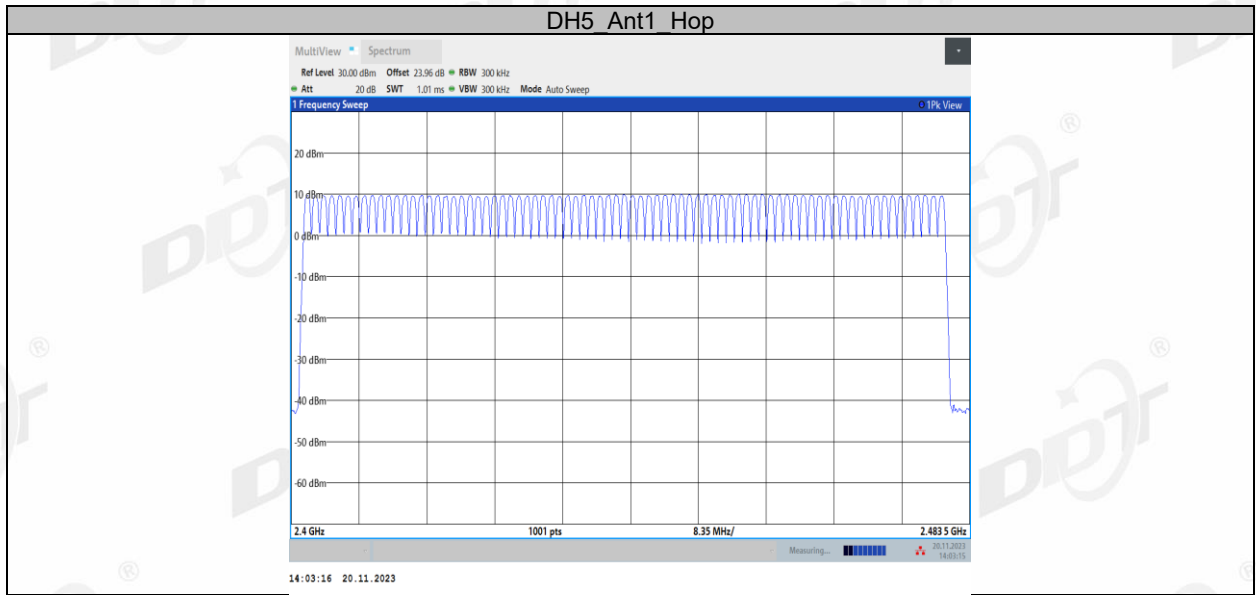 DH5_Ant1_Hop
MultiView Spectrum
Ref Level 30.00 dBm Offset 23.96 dB RBW 300 kHz
Att 20 dB SWT 1.01 ms VBW 300 kHz Mode Auto Sweep
1 Frequency Sweep 1Pk View
20 dBm
10 dBm
0 dBm
-10 dBm
-20 dBm
-30 dBm
-40 dBm
-50 dBm
-60 dBm
2.4 GHz 1001 pts 8.35 MHz/ 2.483 5 GHz
Measuring... 20.11.2023
14:03:15
14:03:16 20.11.2023
DDT
®